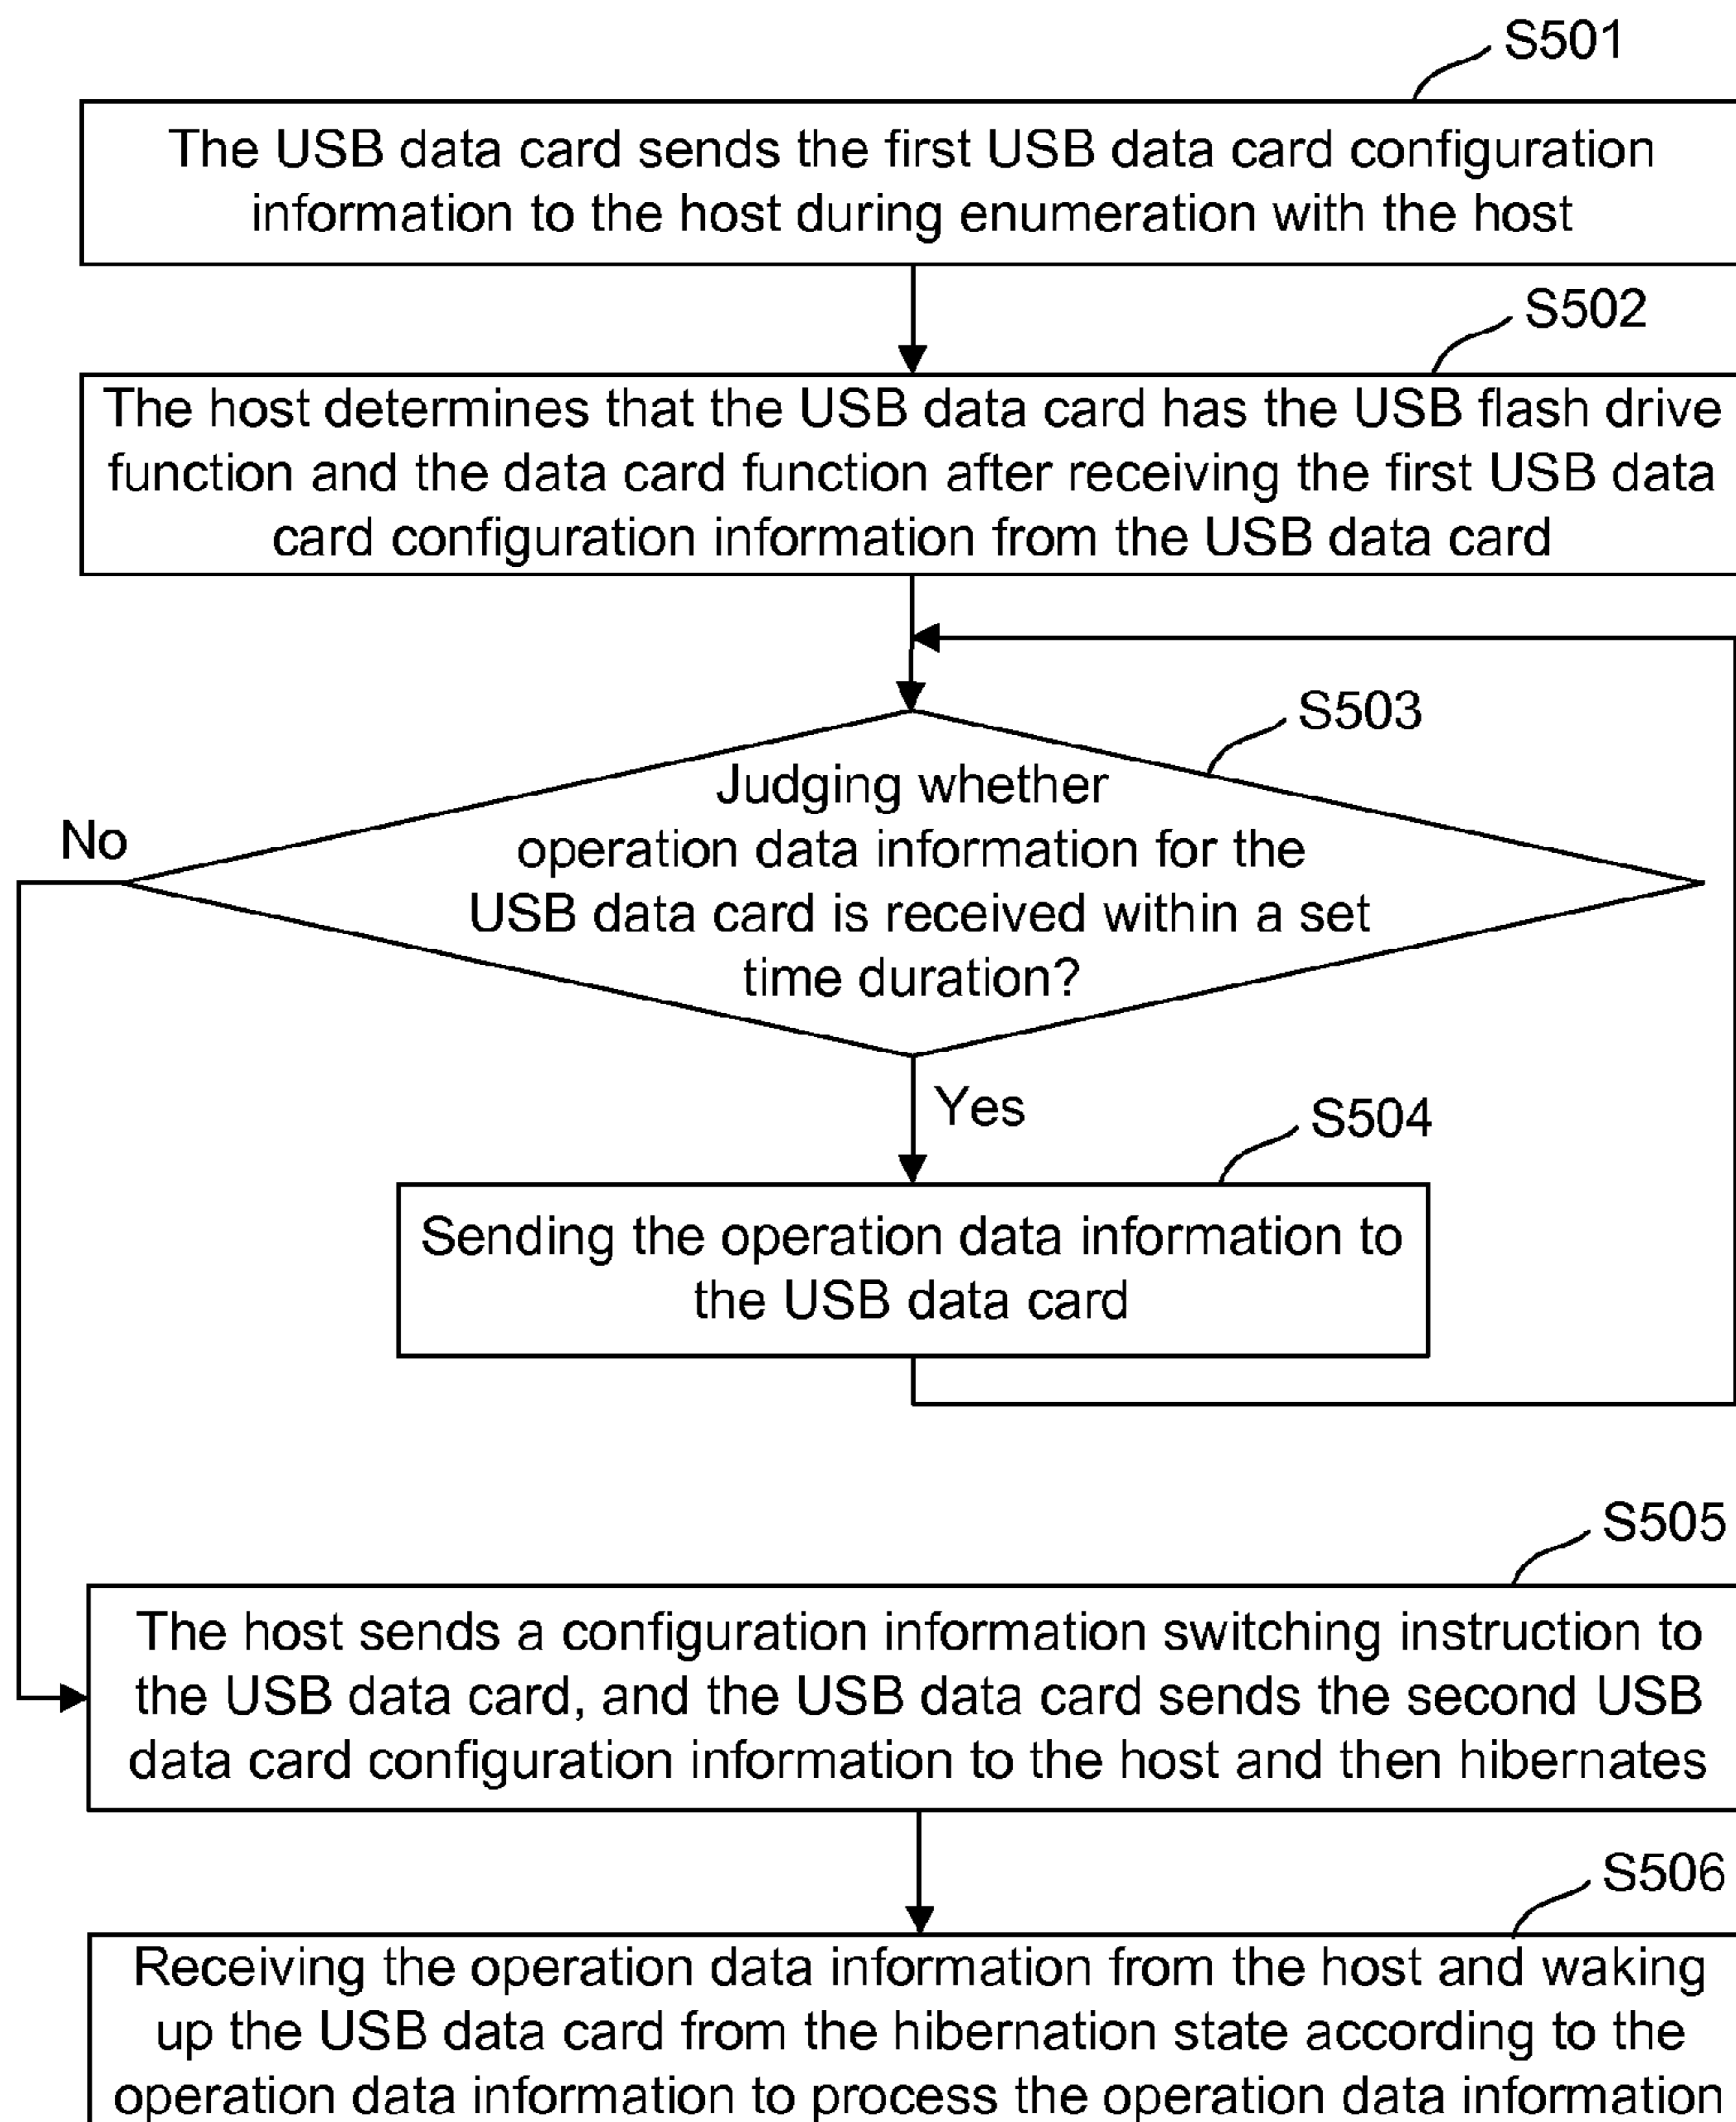 S501
The USB data card sends the first USB data card configuration
information to the host during enumeration with the host
S502
The host determines that the USB data card has the USB flash drive
function and the data card function after receiving the first USB data
card configuration information from the USB data card
S503
Judging whether
operation data information for the
USB data card is received within a set
time duration?
No
Yes
S504
Sending the operation data information to
the USB data card
S505
The host sends a configuration information switching instruction to
the USB data card, and the USB data card sends the second USB
data card configuration information to the host and then hibernates
S506
Receiving the operation data information from the host and waking
up the USB data card from the hibernation state according to the
operation data information to process the operation data information